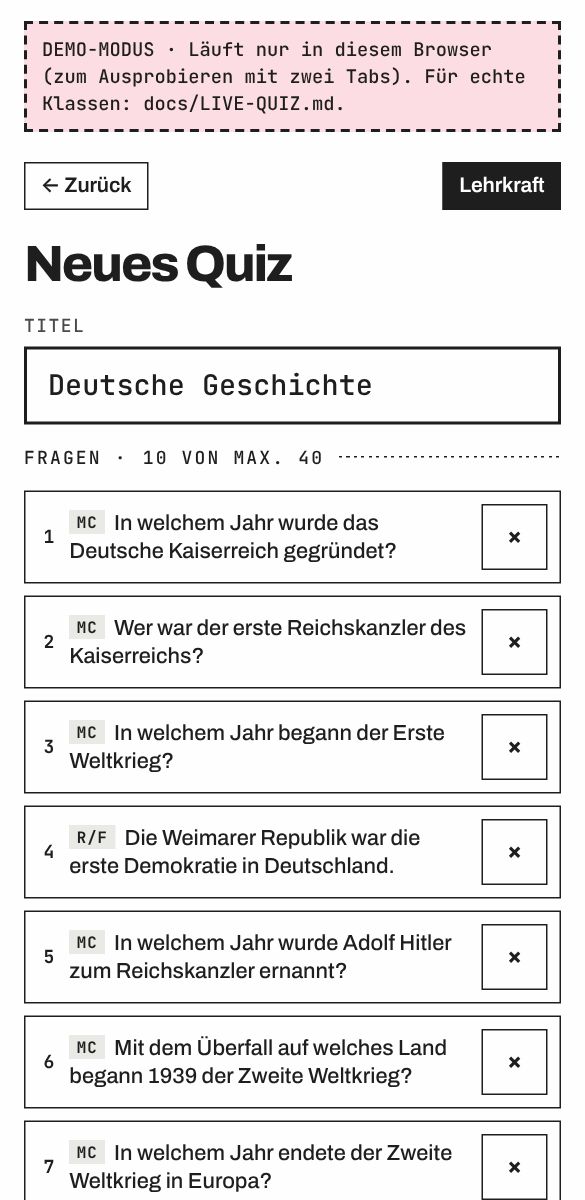 DEMO-MODUS · Läuft nur in diesem Browser
(zum Ausprobieren mit zwei Tabs). Für echte
Klassen: docs/LIVE-QUIZ.md.
← Zurück
Lehrkraft
Neues Quiz
TITEL
Deutsche Geschichte
FRAGEN · 10 VON MAX. 40
1 MC In welchem Jahr wurde das ×
Deutsche Kaiserreich gegründet?
2 MC Wer war der erste Reichskanzler des ×
Kaiserreichs?
3 MC In welchem Jahr begann der Erste ×
Weltkrieg?
4 R/F Die Weimarer Republik war die ×
erste Demokratie in Deutschland.
5 MC In welchem Jahr wurde Adolf Hitler ×
zum Reichskanzler ernannt?
6 MC Mit dem Überfall auf welches Land ×
begann 1939 der Zweite Weltkrieg?
7 MC In welchem Jahr endete der Zweite ×
Weltkrieg in Europa?